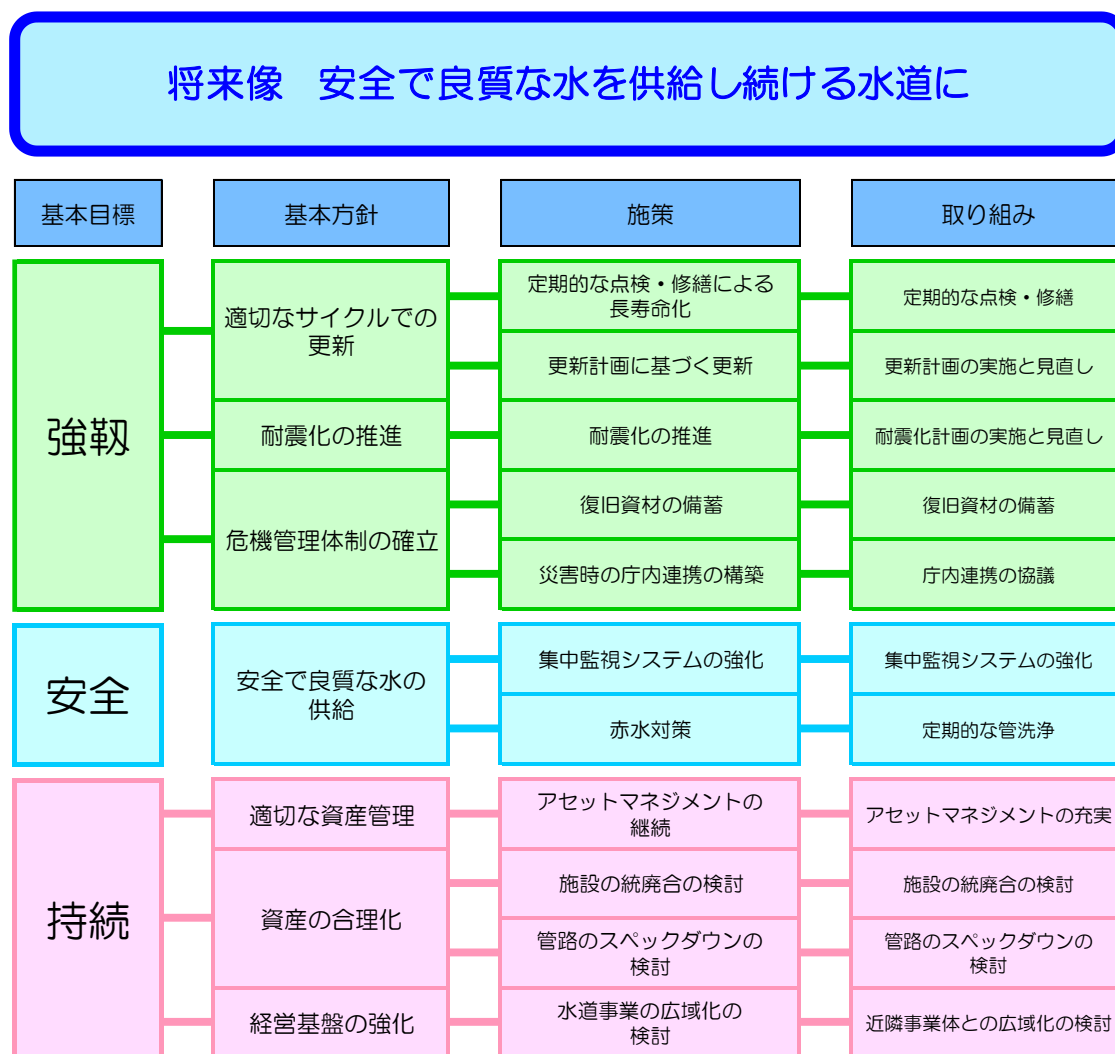 将来像　安全で良質な水を供給し続ける水道に
基本目標
基本方針
施策
取り組み
強靱
適切なサイクルでの
更新
定期的な点検・修繕による
長寿命化
定期的な点検・修繕
更新計画に基づく更新
更新計画の実施と見直し
耐震化の推進
耐震化の推進
耐震化計画の実施と見直し
危機管理体制の確立
復旧資材の備蓄
復旧資材の備蓄
災害時の庁内連携の構築
庁内連携の協議
安全
安全で良質な水の
供給
集中監視システムの強化
集中監視システムの強化
赤水対策
定期的な管洗浄
持続
適切な資産管理
アセットマネジメントの
継続
アセットマネジメントの充実
資産の合理化
施設の統廃合の検討
施設の統廃合の検討
管路のスペックダウンの
検討
管路のスペックダウンの
検討
経営基盤の強化
水道事業の広域化の
検討
近隣事業体との広域化の検討